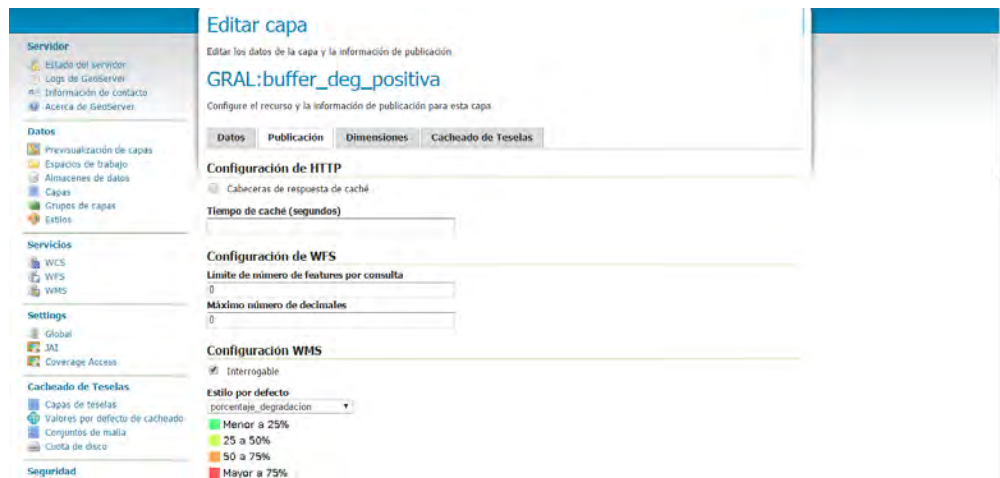 Servidor
Estado del servidor
Logs de GeoServer
Información de contacto
Acerca de GeoServer
Datos
Previsualización de capas
Espacios de trabajo
Almacenes de datos
Capas
Grupos de capas
Estilos
Servicios
WCS
WFS
WMS
Settings
Global
JAI
Coverage Access
Cacheado de Teselas
Capas de teselas
Valores por defecto de cacheado
Conjuntos de malla
Cuota de disco
Seguridad
Editar capa
Editar los datos de la capa y la información de publicación
GRAL:buffer_deg_positiva
Configure el recurso y la información de publicación para esta capa
Datos Publicación Dimensiones Cacheado de Teselas
Configuración de HTTP
Cabeceras de respuesta de caché
Tiempo de caché (segundos)
Configuración de WFS
Límite de número de features por consulta
0
Máximo número de decimales
0
Configuración WMS
Interrogable
Estilo por defecto
porcentaje_degradacion
Menor a 25%
25 a 50%
50 a 75%
Mayor a 75%